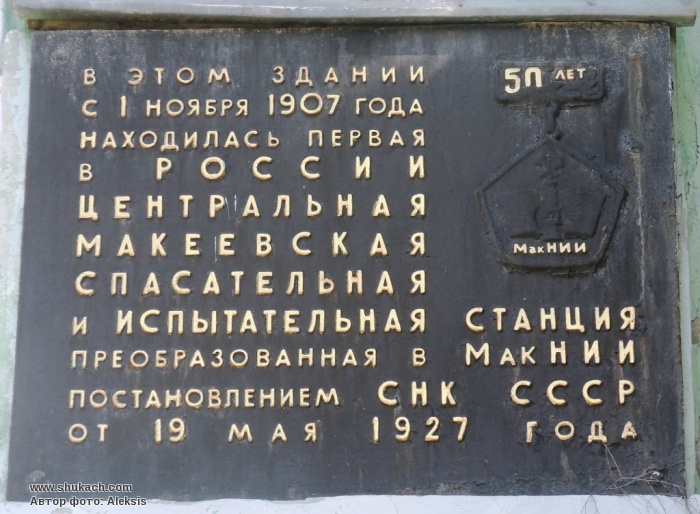 В ЭТОМ ЗДАНИИ
С 1 НОЯБРЯ 1907 ГОДА
НАХОДИЛАСЬ ПЕРВАЯ
В РОССИИ
ЦЕНТРАЛЬНАЯ
МАКЕЕВСКАЯ
СПАСАТЕЛЬНАЯ
И ИСПЫТАТЕЛЬНАЯ СТАНЦИЯ
ПРЕОБРАЗОВАННАЯ В МакНИИ
ПОСТАНОВЛЕНИЕМ СНК СССР
ОТ 19 МАЯ 1927 ГОДА
50 ЛЕТ
МакНИИ
www.shukach.com
Автор фото: Aleksis